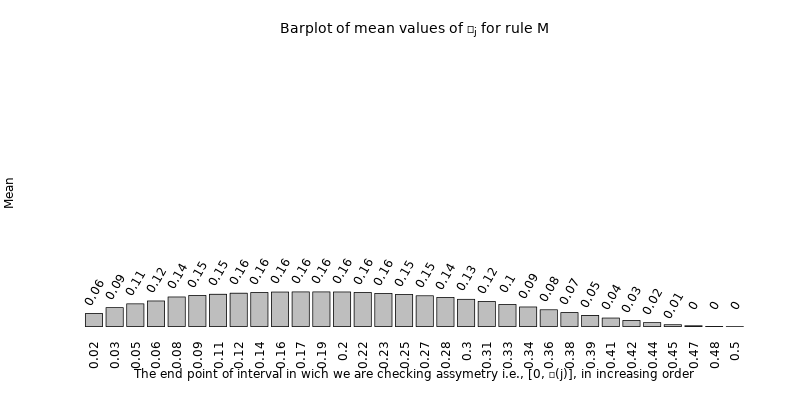 Barplot of mean values of □j for rule M
Mean
0.06 0.09 0.11 0.12 0.14 0.15 0.15 0.16 0.16 0.16 0.16 0.16 0.16 0.16 0.16 0.15 0.15 0.14 0.13 0.12 0.1 0.09 0.08 0.07 0.05 0.04 0.03 0.02 0.01 0 0 0
0.02 0.03 0.05 0.06 0.08 0.09 0.11 0.12 0.14 0.16 0.17 0.19 0.2 0.22 0.23 0.25 0.27 0.28 0.3 0.31 0.33 0.34 0.36 0.38 0.39 0.41 0.42 0.44 0.45 0.47 0.48 0.5
The end point of interval in wich we are checking assymetry i.e., [0, □(j)], in increasing order